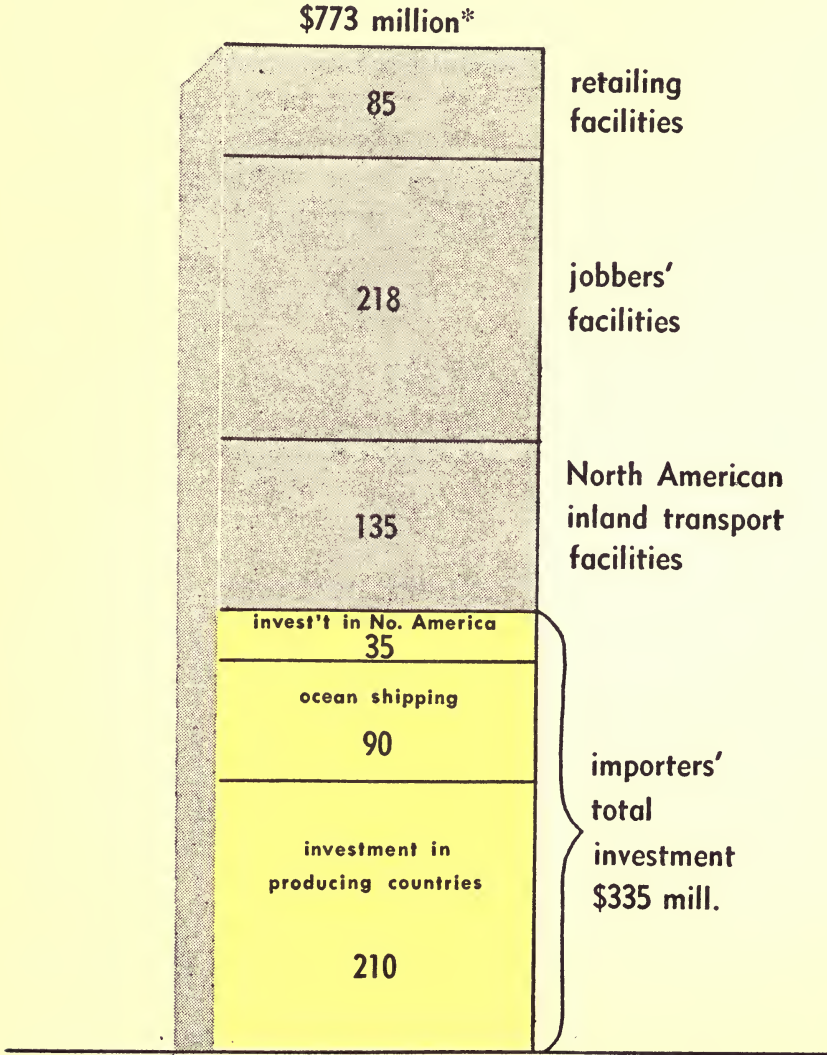 $773 million*
85
retailing
facilities
218
jobbers'
facilities
135
North American
inland transport
facilities
invest't in No. America
35
ocean shipping
90
investment in
producing countries
210
importers'
total
investment
$335 mill.